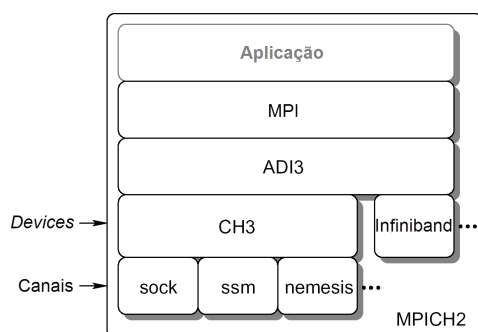 Aplicação
MPI
ADI3
Devices
CH3
Infiniband
Canais
sock
ssm
nemesis
MPICH2